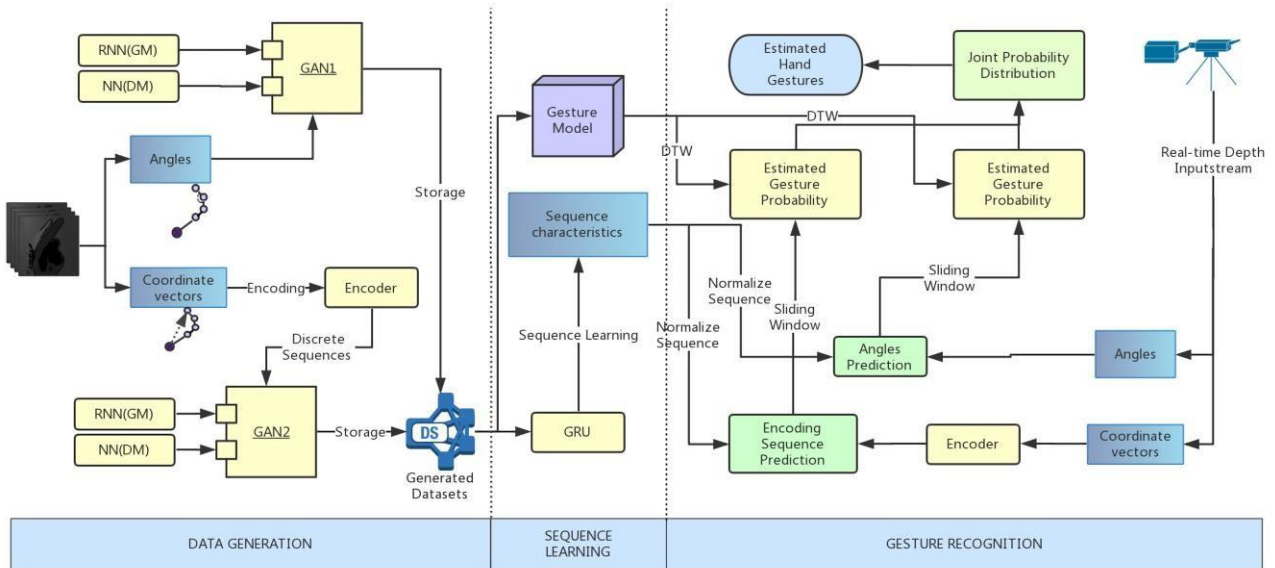 RNN(GM)
NN(DM)
GAN1
Angles
Storage
Coordinate
vectors
Encoding
Encoder
Discrete
Sequences
RNN(GM)
NN(DM)
GAN2
Storage
DS
Generated
Datasets
Gesture
Model
Sequence
characteristics
Sequence Learning
GRU
Estimated
Hand
Gestures
Joint Probability
Distribution
DTW
DTW
Estimated
Gesture
Probability
Estimated
Gesture
Probability
Real-time Depth
Inputstream
Normalize
Sequence
Normalize
Sequence
Sliding
Window
Sliding
Window
Angles
Prediction
Angles
Encoding
Sequence
Prediction
Encoder
Coordinate
vectors
DATA GENERATION
SEQUENCE
LEARNING
GESTURE RECOGNITION